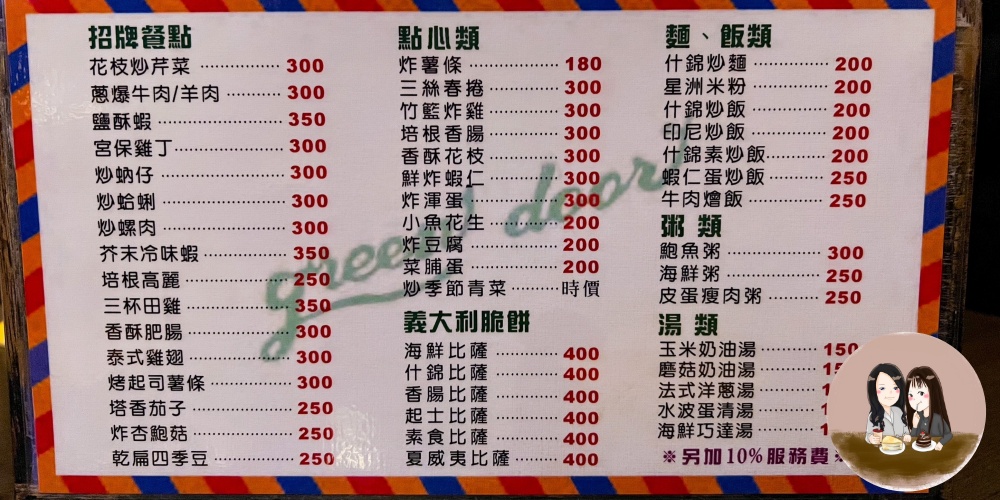 招牌餐點
花枝炒芹菜 300
蔥爆牛肉/羊肉 300
鹽酥蝦 350
宮保雞丁 300
炒蚋仔 300
炒蛤蜊 300
炒螺肉 300
芥末冷味蝦 350
培根高麗 250
三杯田雞 350
香酥肥腸 300
泰式雞翅 300
烤起司薯條 300
塔香茄子 250
炸杏鮑菇 250
乾扁四季豆 250
點心類
炸薯條 180
三絲春捲 300
竹籃炸雞 300
培根香腸 300
香酥花枝 300
鮮炸蝦仁 300
炸渾蛋 300
小魚花生 200
炸豆腐 200
菜脯蛋 200
炒季節青菜 時價
義大利脆餅
海鮮比薩 400
什錦比薩 400
香腸比薩 400
起士比薩 400
素食比薩 400
夏威夷比薩 400
麵、飯類
什錦炒麵 200
星洲米粉 200
什錦炒飯 200
印尼炒飯 200
什錦素炒飯 200
蝦仁蛋炒飯 250
牛肉燴飯 250
粥類
鮑魚粥 300
海鮮粥 250
皮蛋瘦肉粥 250
湯類
玉米奶油湯 150
磨菇奶油湯
法式洋蔥湯
水波蛋清湯
海鮮巧達湯
※另加10%服務費
green door